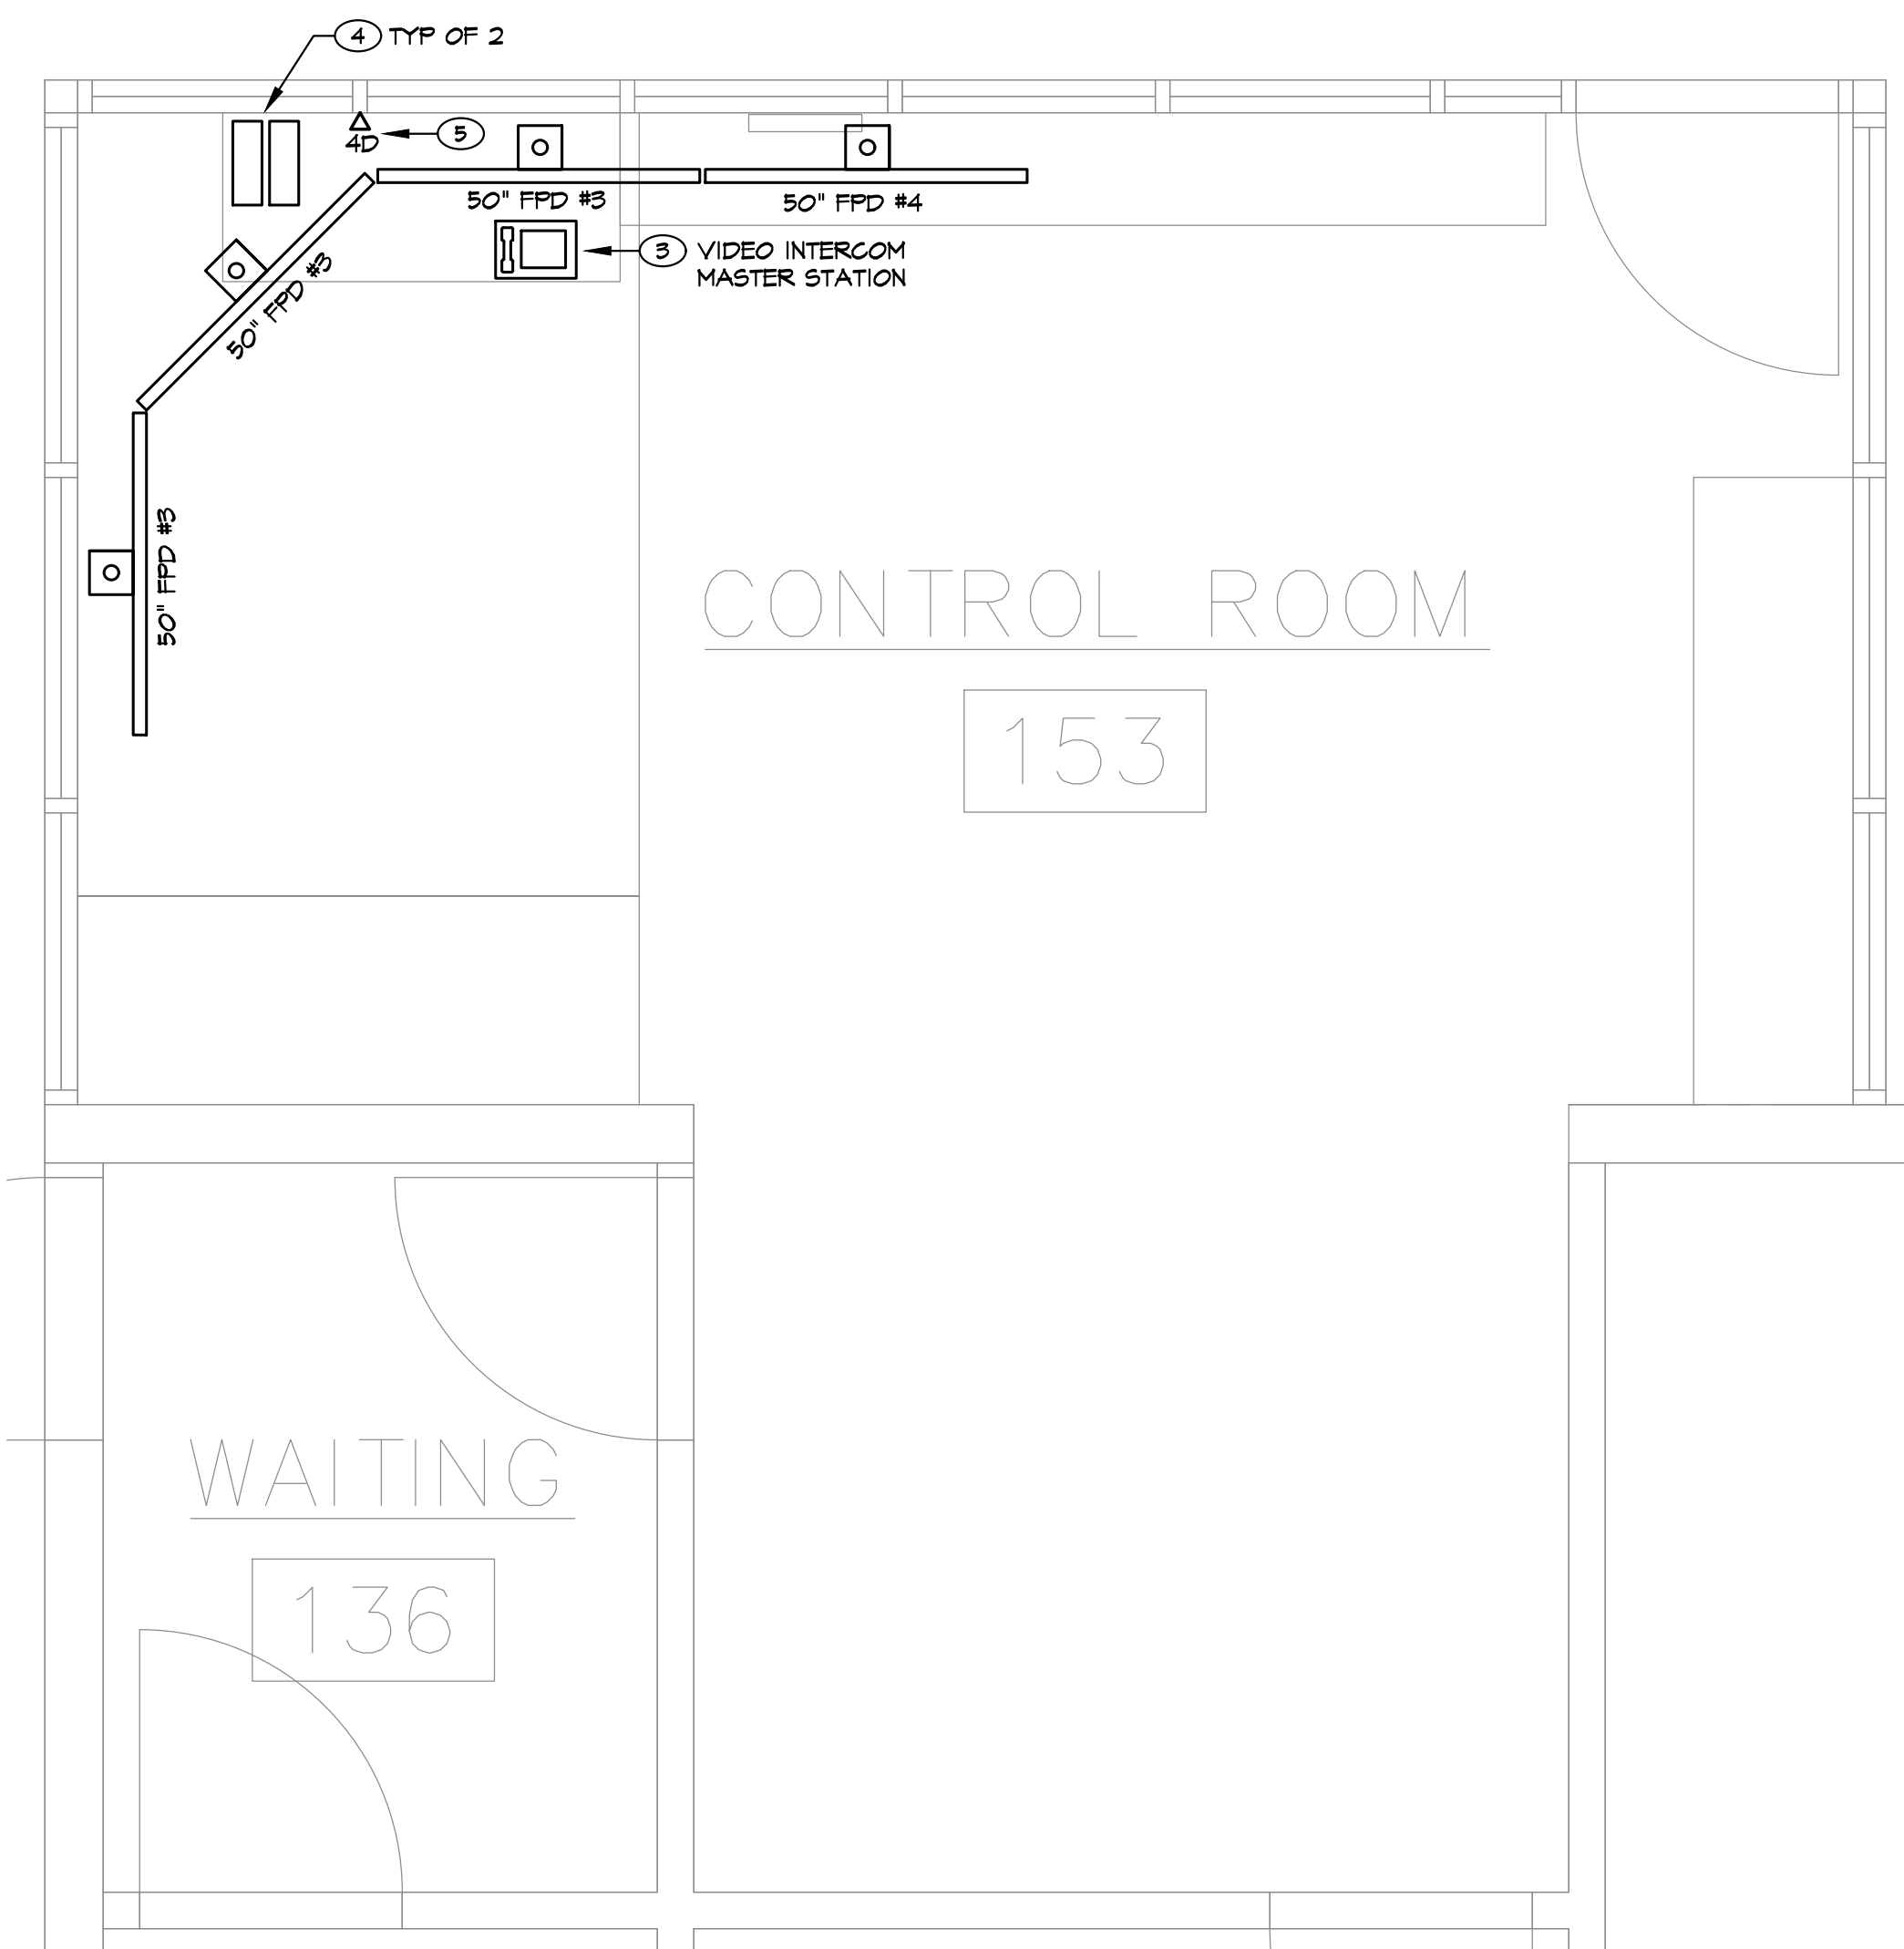 4 TYP OF 2
4D
5
50" FPD #3
50" FPD #4
3 VIDEO INTERCOM
MASTER STATION
50" FPD #3
50" FPD #3
CONTROL ROOM
153
WAITING
136